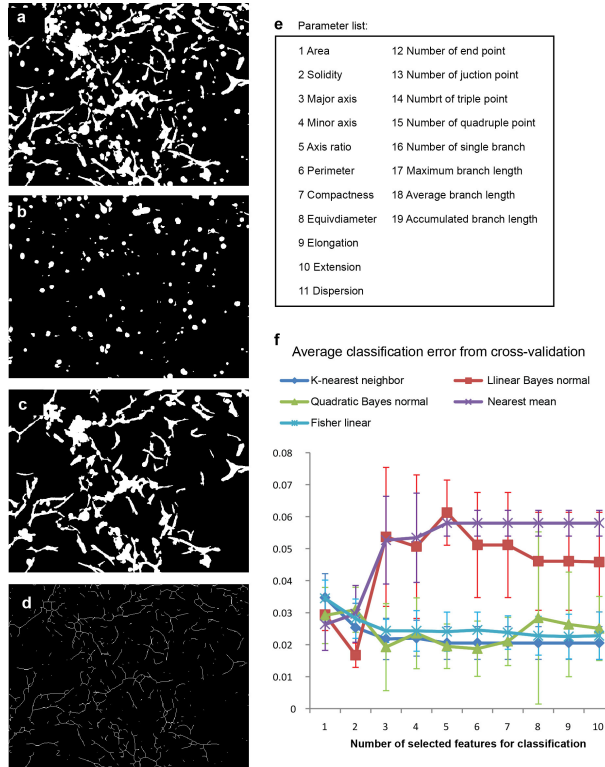 a
b
c
d
e Parameter list:
1 Area
2 Solidity
3 Major axis
4 Minor axis
5 Axis ratio
6 Perimeter
7 Compactness
8 Equivdiameter
9 Elongation
10 Extension
11 Dispersion
12 Number of end point
13 Number of juction point
14 Numbrt of triple point
15 Number of quadruple point
16 Number of single branch
17 Maximum branch length
18 Average branch length
19 Accumulated branch length
f Average classification error from cross-validation
K-nearest neighbor
Llinear Bayes normal
Quadratic Bayes normal
Nearest mean
Fisher linear
0.08
0.07
0.06
0.05
0.04
0.03
0.02
0.01
0
1 2 3 4 5 6 7 8 9 10
Number of selected features for classification